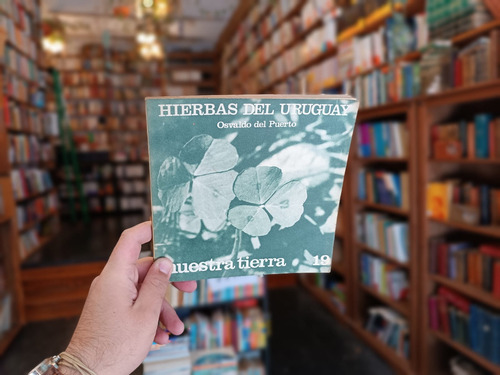 HIERBAS DEL URUGUAY
Osvaldo del Puerto
nuestra tierra 19